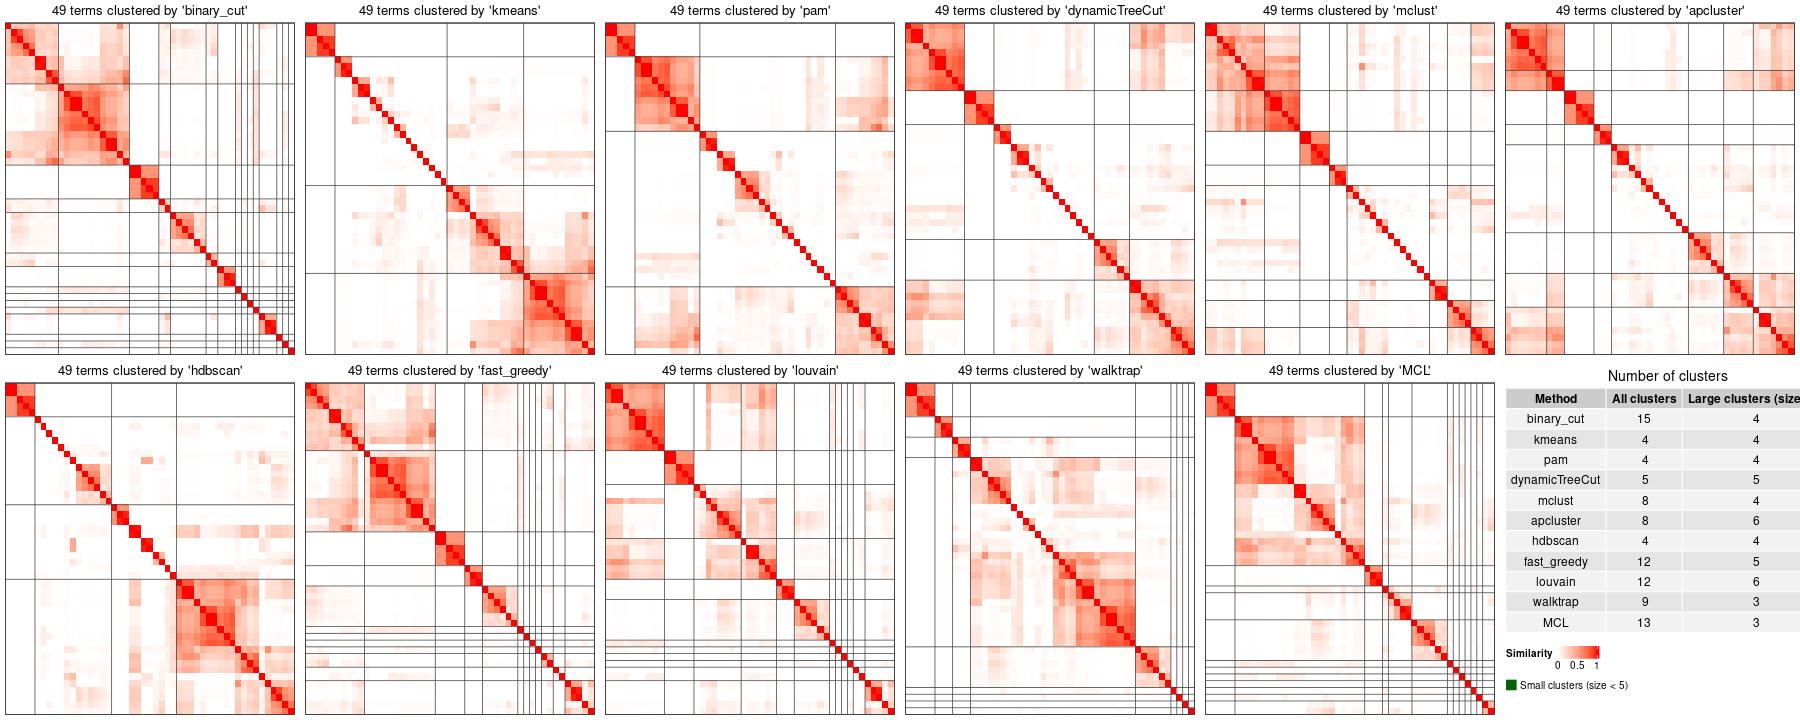 49 terms clustered by 'binary_cut'
49 terms clustered by 'kmeans'
49 terms clustered by 'pam'
49 terms clustered by 'dynamicTreeCut'
49 terms clustered by 'mclust'
49 terms clustered by 'apcluster'
49 terms clustered by 'hdbscan'
49 terms clustered by 'fast_greedy'
49 terms clustered by 'louvain'
49 terms clustered by 'walktrap'
49 terms clustered by 'MCL'
Number of clusters
Method All clusters Large clusters (size
binary_cut 15 4
kmeans 4 4
pam 4 4
dynamicTreeCut 5 5
mclust 8 4
apcluster 8 6
hdbscan 4 4
fast_greedy 12 5
louvain 12 6
walktrap 9 3
MCL 13 3
Similarity
0 0.5 1
Small clusters (size < 5)